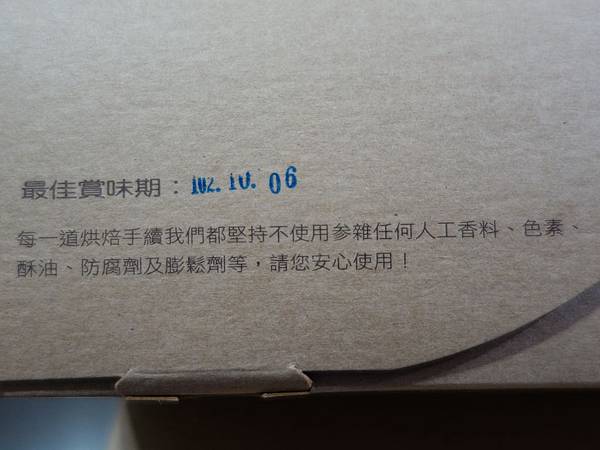 最佳賞味期：102.10.06
每一道烘焙手續我們都堅持不使用參雜任何人工香料、色素、
酥油、防腐劑及膨鬆劑等，請您安心使用！